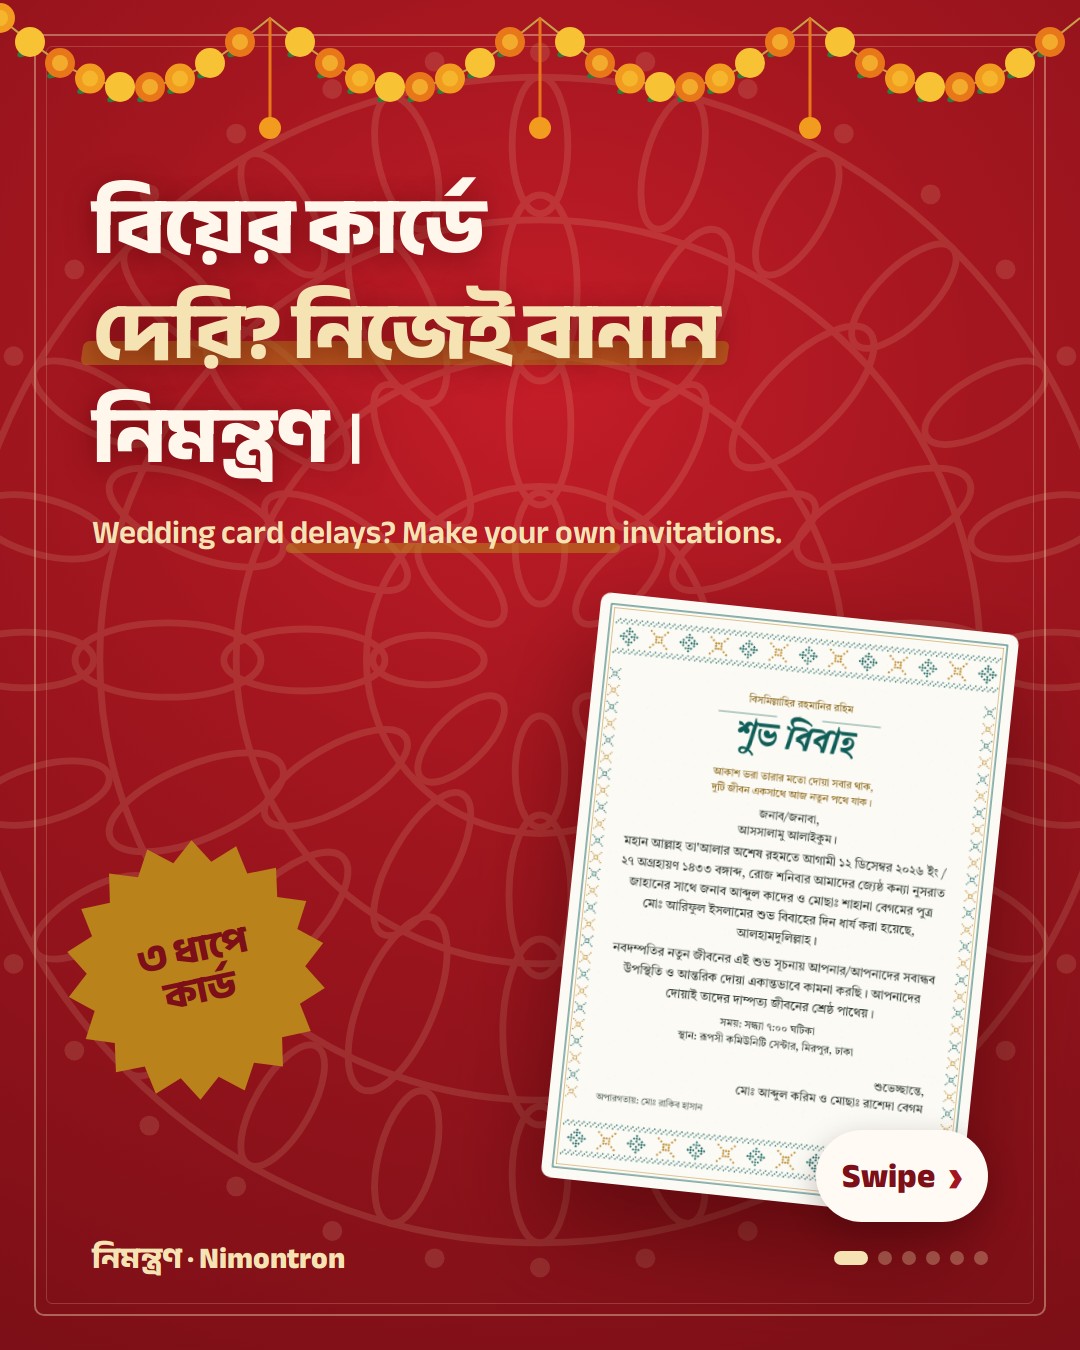 বিয়ের কার্ডে
দেরি? নিজেই বানান
নিমন্ত্রণ।
Wedding card delays? Make your own invitations.
বিসমিল্লাহির রহমানির রহিম
শুভ বিবাহ
আকাশ ভরা তারার মতো দোয়া সবার থাক,
দুটি জীবন একসাথে আজ নতুন পথে যাক।
জনাব/জনাবা,
আসসালামু আলাইকুম।
মহান আল্লাহ তা'আলার অশেষ রহমতে আগামী ১২ ডিসেম্বর ২০২৬ ইং /
২৭ অগ্রহায়ণ ১৪৩৩ বঙ্গাব্দ, রোজ শনিবার আমাদের জ্যেষ্ঠ কন্যা নুসরাত
জাহানের সাথে জনাব আব্দুল কাদের ও মোছাঃ শাহানা বেগমের পুত্র
মোঃ আরিফুল ইসলামের শুভ বিবাহের দিন ধার্য করা হয়েছে,
আলহামদুলিল্লাহ।
নবদম্পতির নতুন জীবনের এই শুভ সূচনায় আপনার/আপনাদের সবান্ধব
উপস্থিতি ও আন্তরিক দোয়া একান্তভাবে কামনা করছি। আপনাদের
দোয়াই তাদের দাম্পত্য জীবনের শ্রেষ্ঠ পাথেয়।
সময়: সন্ধ্যা ৭:০০ ঘটিকা
স্থান: রূপসী কমিউনিটি সেন্টার, মিরপুর, ঢাকা
শুভেচ্ছান্তে,
মোঃ আব্দুল করিম ও মোছাঃ রাশেদা বেগম
অপারগতায়: মোঃ রাকিব হাসান
৩ ধাপে
কার্ড
Swipe ›
নিমন্ত্রণ · Nimontron